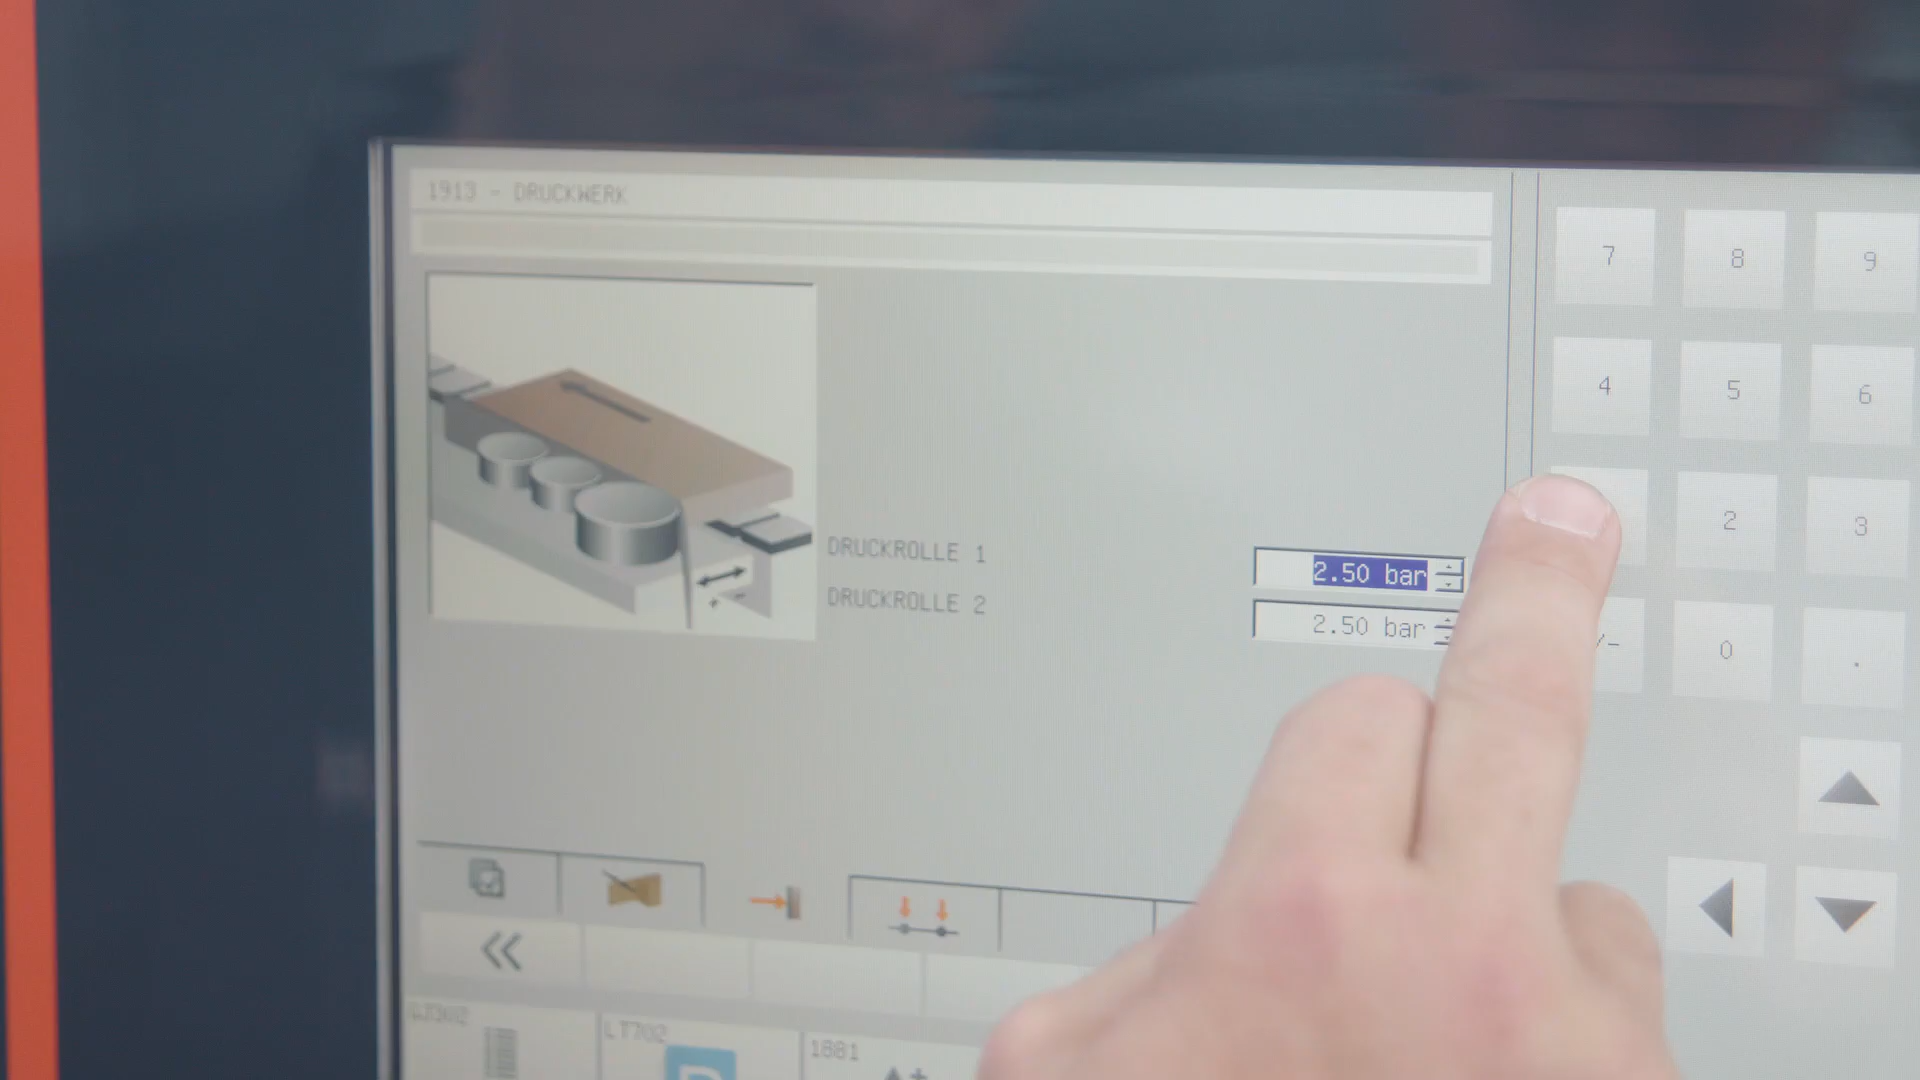 1913 - DRUCKWERK
7 8 9
4 5 6
2 3
DRUCKROLLE 1 2.50 bar
DRUCKROLLE 2 2.50 bar
/- 0 .
+ -
LT702
1881